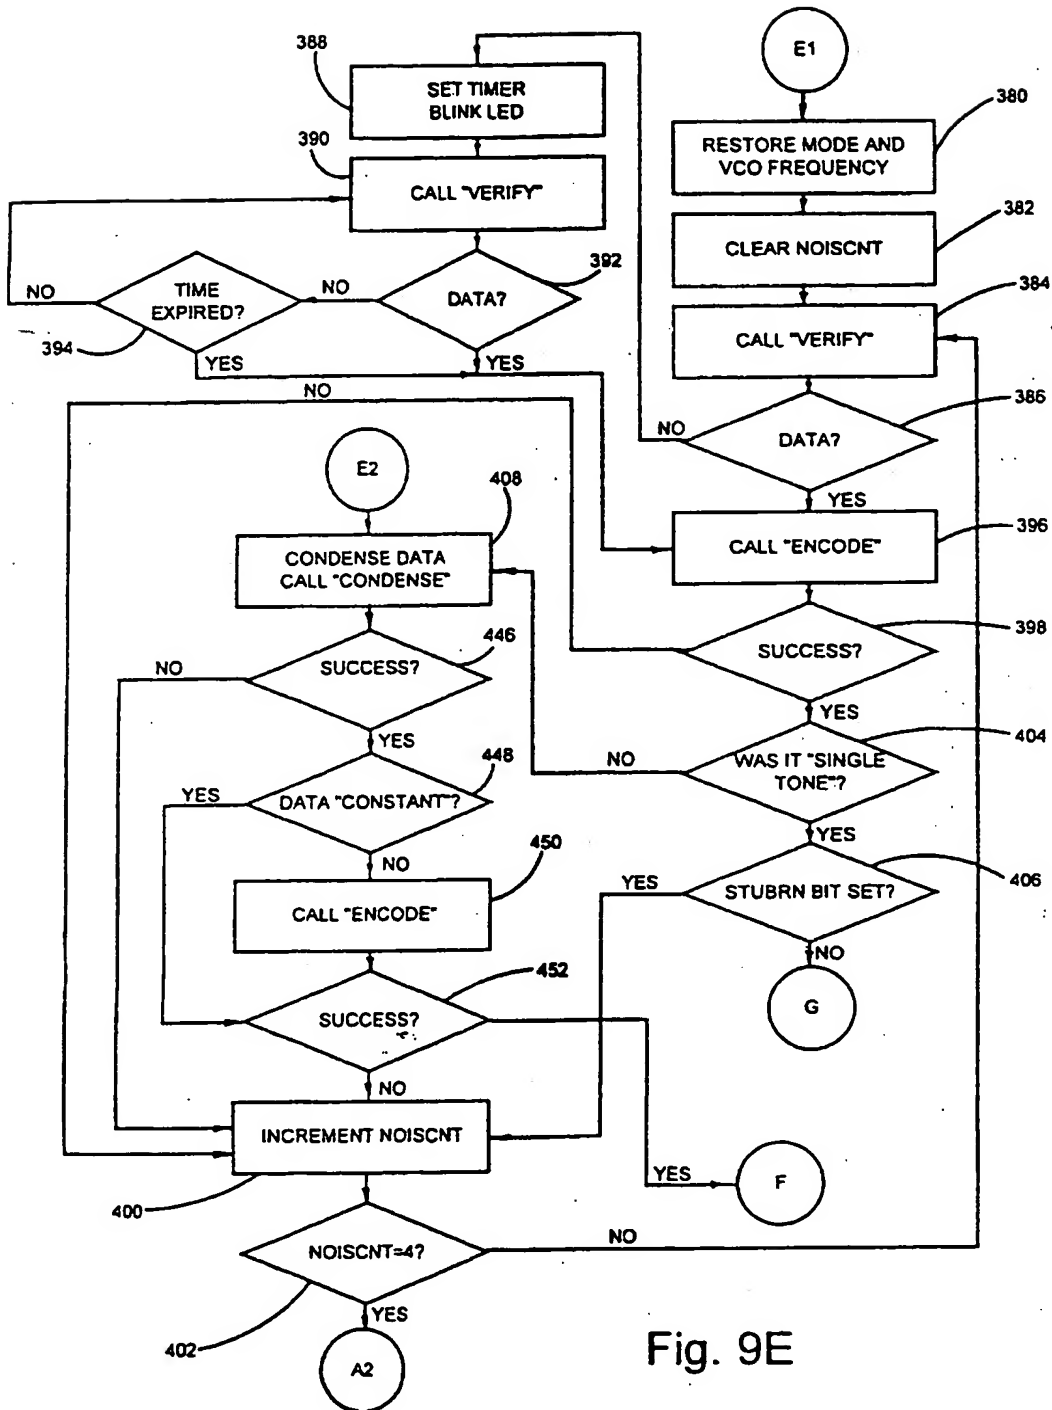 E1
380
RESTORE MODE AND
VCO FREQUENCY
382
CLEAR NOISCNT
384
CALL "VERIFY"
386
DATA?
NO
YES
388
SET TIMER
BLINK LED
390
CALL "VERIFY"
392
DATA?
NO
YES
TIME
EXPIRED?
NO
394
YES
396
CALL "ENCODE"
398
SUCCESS?
NO
YES
404
WAS IT "SINGLE
TONE"?
NO
YES
406
STUBRN BIT SET?
YES
NO
G
E2
408
CONDENSE DATA
CALL "CONDENSE"
446
SUCCESS?
NO
YES
448
DATA "CONSTANT"?
YES
NO
450
CALL "ENCODE"
452
SUCCESS?
NO
YES
F
INCREMENT NOISCNT
400
NOISCNT=4?
NO
402
YES
A2
Fig. 9E